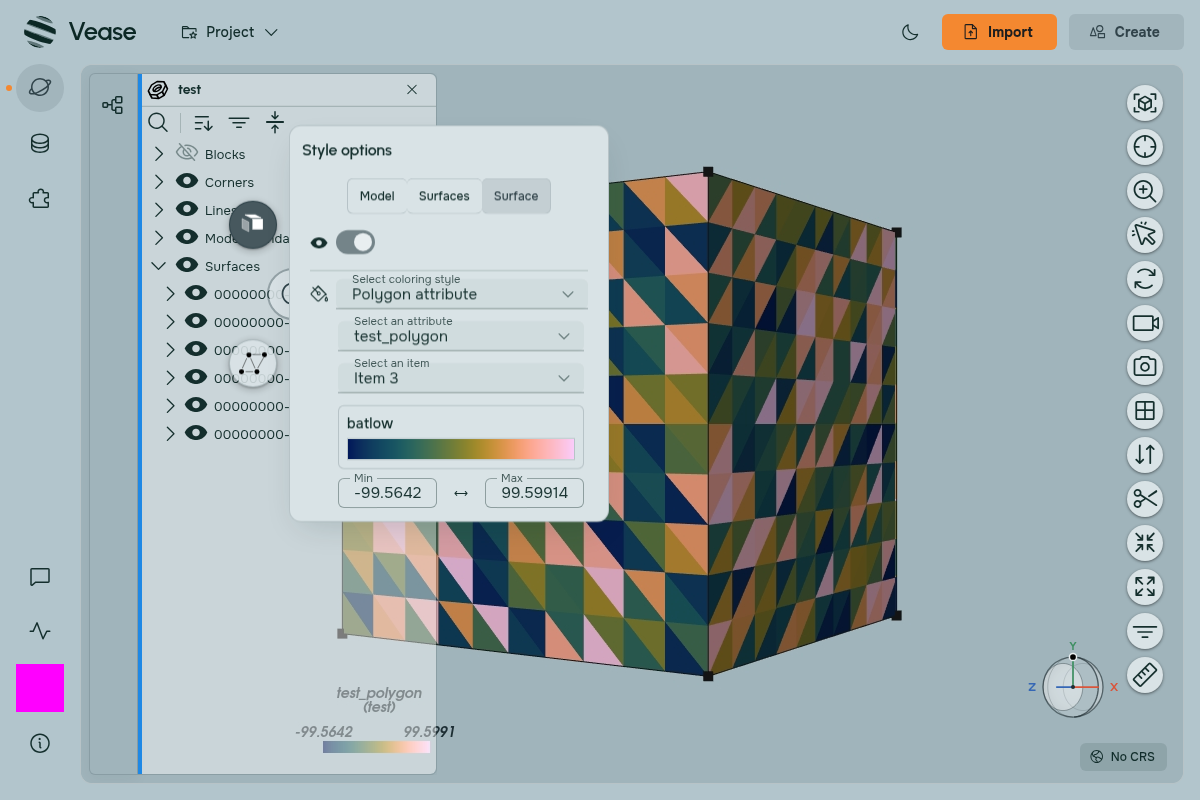 Vease
Project
Import
Create
test
Blocks
Corners
Lines
Mode
nda
Surfaces
00000000
00000000-
00000000-
00000000-
00000000-
00000000-
Style options
Model
Surfaces
Surface
Select coloring style
Polygon attribute
Select an attribute
test_polygon
Select an item
Item 3
batlow
Min
-99.5642
Max
99.59914
test_polygon
(test)
-99.5642
99.5991
Y
Z
X
No CRS